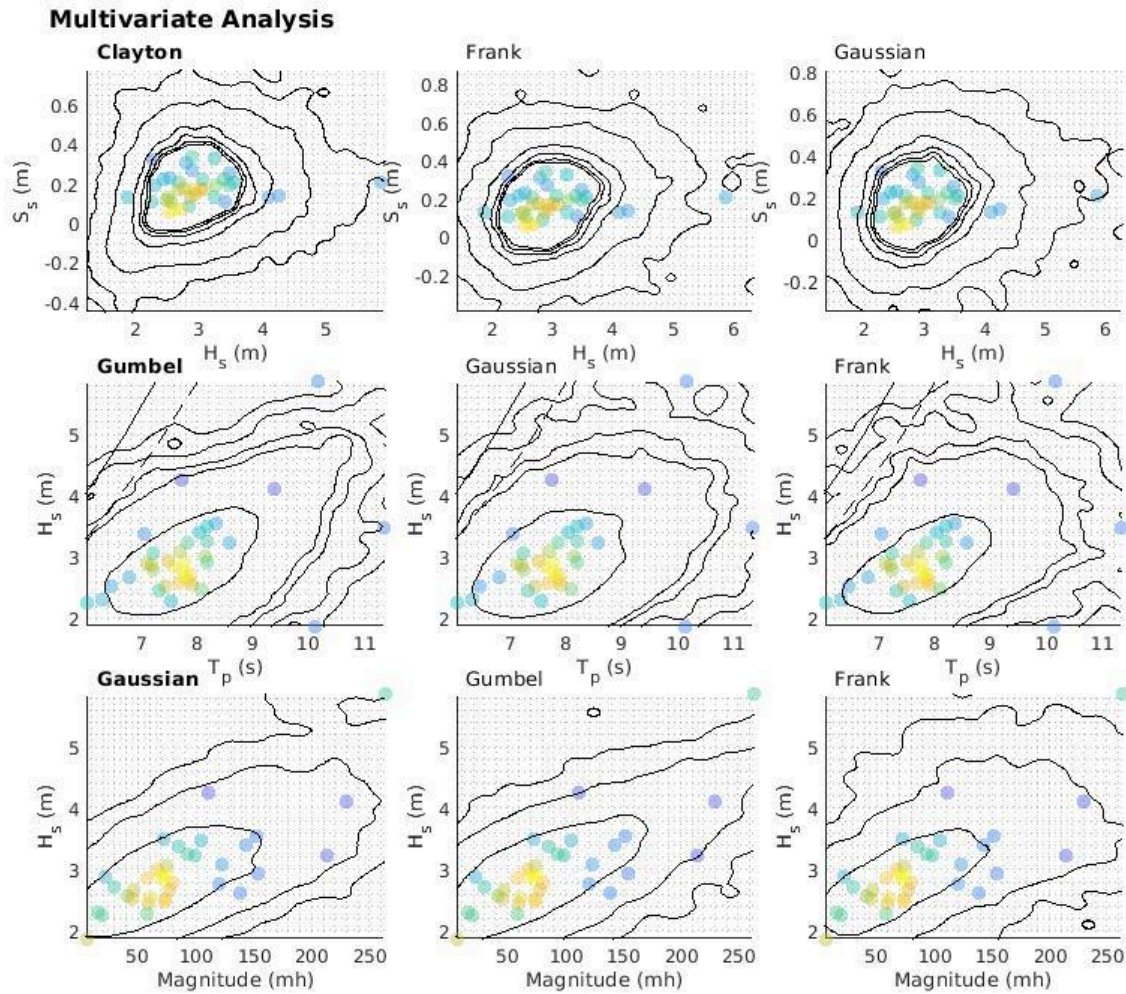 Multivariate Analysis
Clayton
Frank
Gaussian
0.6
0.4
0.2
0
-0.2
-0.4
S_s (m)
2 3 4 5
H_s (m)
0.8
0.6
0.4
0.2
0
-0.2
S_s (m)
2 3 4 5 6
H_s (m)
0.8
0.6
0.4
0.2
0
-0.2
S_s (m)
2 3 4 5 6
H_s (m)
Gumbel
Gaussian
Frank
5
4
3
2
H_s (m)
7 8 9 10 11
T_p (s)
5
4
3
2
H_s (m)
7 8 9 10 11
T_p (s)
5
4
3
2
H_s (m)
7 8 9 10 11
T_p (s)
Gaussian
Gumbel
Frank
5
4
3
2
H_s (m)
50 100 150 200 250
Magnitude (mh)
5
4
3
2
H_s (m)
50 100 150 200 250
Magnitude (mh)
5
4
3
2
H_s (m)
50 100 150 200 250
Magnitude (mh)